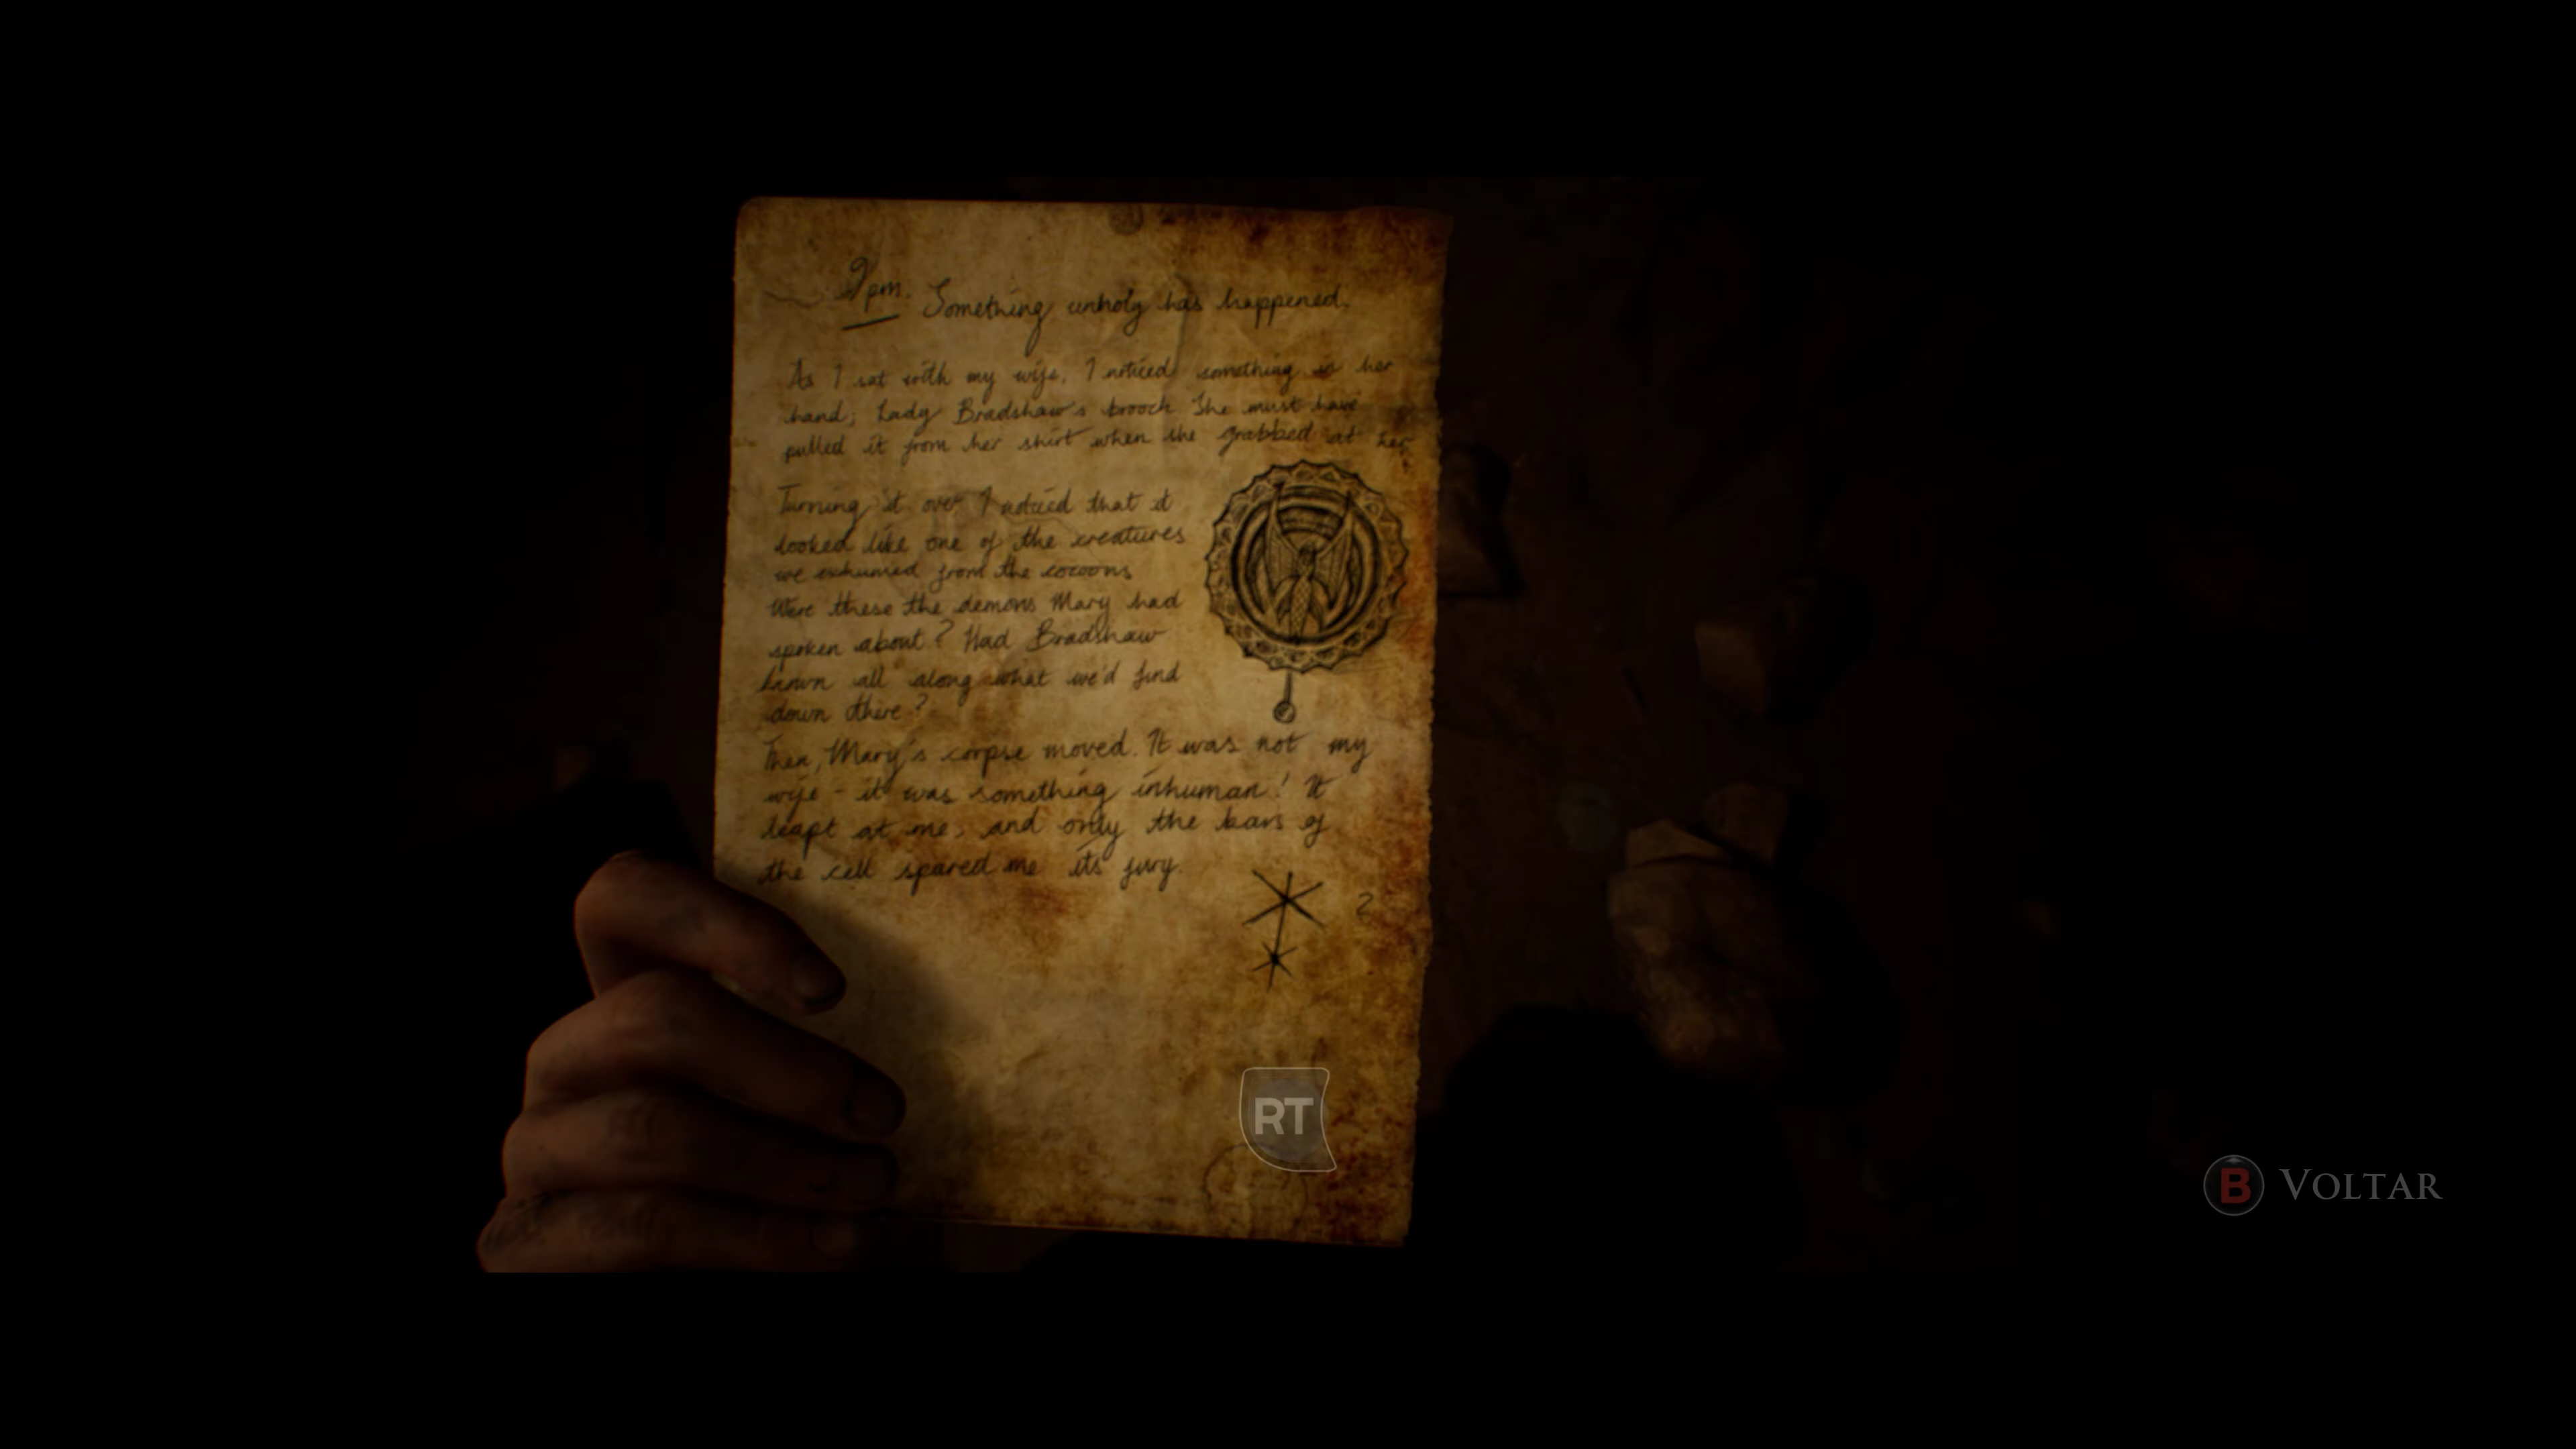 9pm. Something unholy has happened.
As I sat with my wife, I noticed something in her
hand; Lady Bradshaw's brooch. She must have
pulled it from her shirt when she grabbed at her.
Turning it over I noticed that it
looked like one of the creatures
we exhumed from the cocoons
Were these the demons Mary had
spoken about? Had Bradshaw
known all along what we'd find
down there?
Then, Mary's corpse moved. It was not my
wife - it was something inhuman! It
leapt at me, and only the bars of
the cell spared me its fury.
?
RT
B VOLTAR